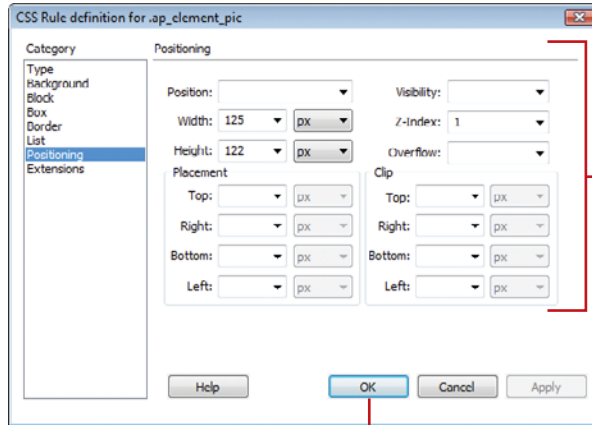 CSS Rule definition for .ap_element_pic
Category
Positioning
Type
Background
Block
Box
Border
List
Positioning
Extensions
Position:
Visibility:
Width: 125 px
Z-Index: 1
Height: 122 px
Overflow:
Placement
Clip
Top: px
Top: px
Right: px
Right: px
Bottom: px
Bottom: px
Left: px
Left: px
Help
OK
Cancel
Apply